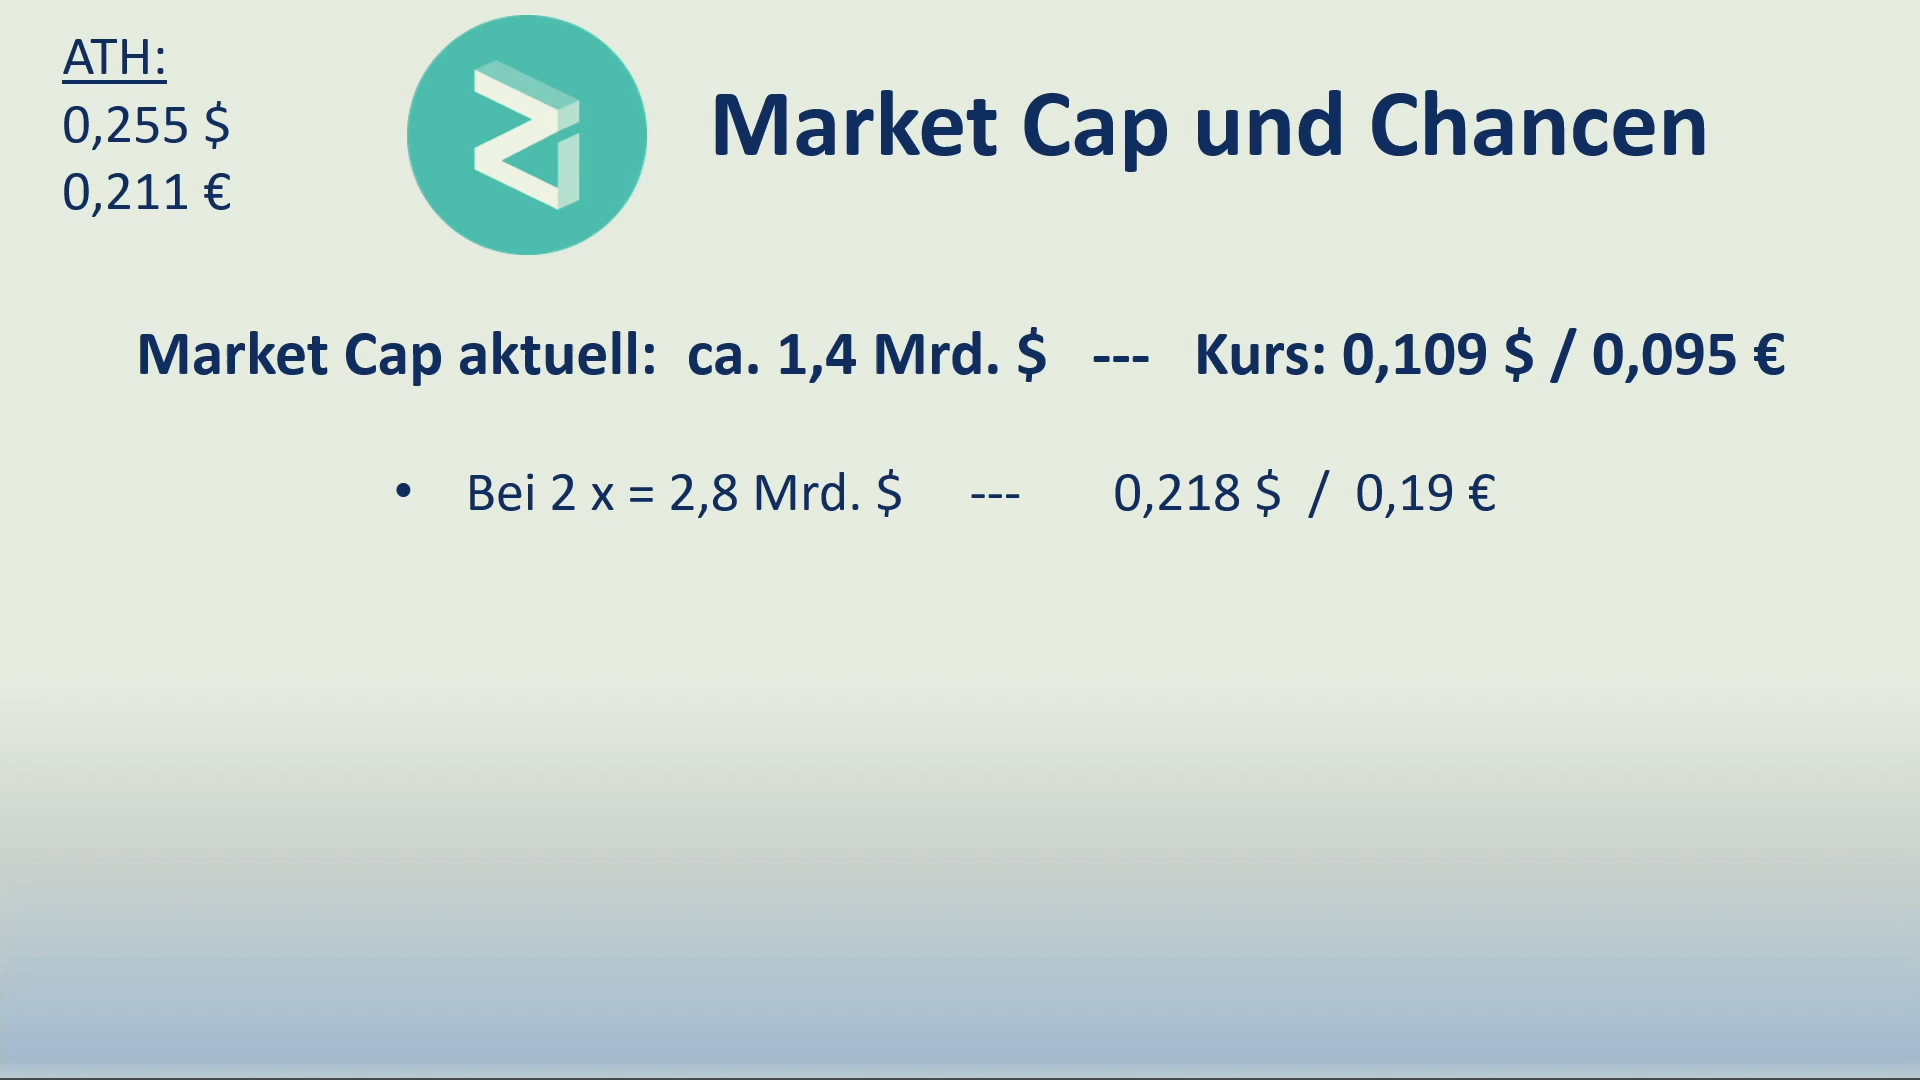 ATH:
0,255 $
0,211 €
Market Cap und Chancen
Market Cap aktuell: ca. 1,4 Mrd. $ --- Kurs: 0,109 $ / 0,095 €
• Bei 2 x = 2,8 Mrd. $ --- 0,218 $ / 0,19 €